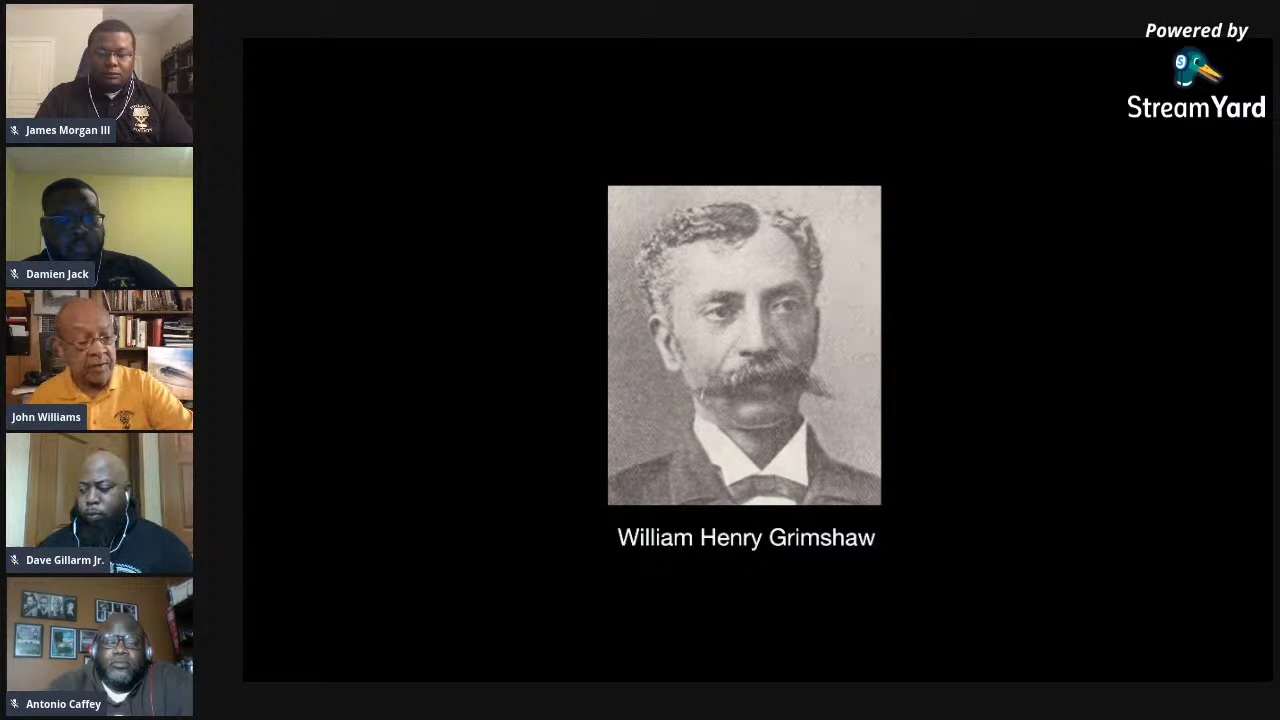 Powered by
StreamYard
James Morgan III
Damien Jack
John Williams
Dave Gillarm Jr.
Antonio Caffey
William Henry Grimshaw